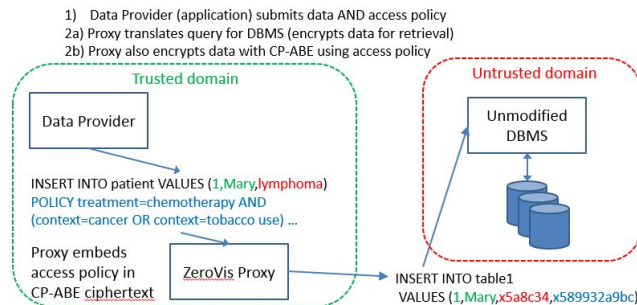 1) Data Provider (application) submits data AND access policy
2a) Proxy translates query for DBMS (encrypts data for retrieval)
2b) Proxy also encrypts data with CP-ABE using access policy
Trusted domain
Untrusted domain
Data Provider
Unmodified
DBMS
INSERT INTO patient VALUES (1,Mary,lymphoma)
POLICY treatment=chemotherapy AND
(context=cancer OR context=tobacco use) ...
Proxy embeds
access policy in
CP-ABE ciphertext
ZeroVis Proxy
INSERT INTO table1
VALUES (1,Mary,x5a8c34,x589932a9bc)